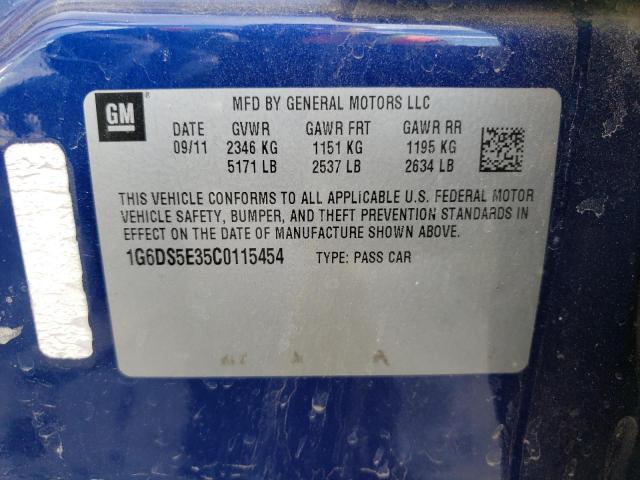 GM ®
MFD BY GENERAL MOTORS LLC
DATE GVWR GAWR FRT GAWR RR
09/11 2346 KG 1151 KG 1195 KG
5171 LB 2537 LB 2634 LB
THIS VEHICLE CONFORMS TO ALL APPLICABLE U.S. FEDERAL MOTOR
VEHICLE SAFETY, BUMPER, AND THEFT PREVENTION STANDARDS IN
EFFECT ON THE DATE OF MANUFACTURE SHOWN ABOVE.
1G6DS5E35C0115454 TYPE: PASS CAR